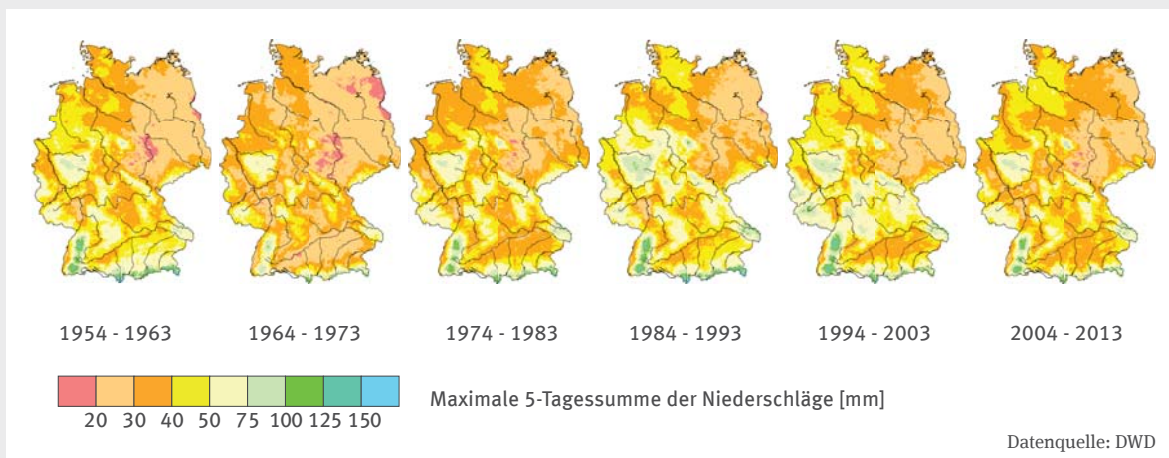 1954 - 1963 1964 - 1973 1974 - 1983 1984 - 1993 1994 - 2003 2004 - 2013
Maximale 5-Tagessumme der Niederschläge [mm]
20 30 40 50 75 100 125 150
Datenquelle: DWD